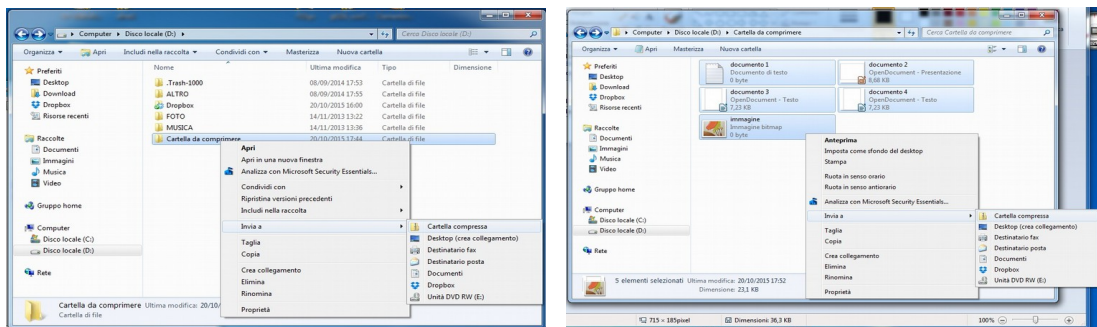 Computer ▸ Disco locale (D:) ▸
Cerca Disco locale (D:)
Organizza Apri Includi nella raccolta Condividi con Masterizza Nuova cartella
Preferiti
Desktop
Download
Dropbox
Risorse recenti
Raccolte
Documenti
Immagini
Musica
Video
Gruppo home
Computer
Disco locale (C:)
Disco locale (D:)
Rete
Nome Ultima modifica Tipo Dimensione
.Trash-1000 08/09/2014 17:53 Cartella di file
ALTRO 08/09/2014 17:55 Cartella di file
Dropbox 20/10/2015 16:00 Cartella di file
FOTO 14/11/2013 13:22 Cartella di file
MUSICA 14/11/2013 13:36 Cartella di file
Cartella da comprimere 20/10/2015 17:44 Cartella di file
Apri
Apri in una nuova finestra
Analizza con Microsoft Security Essentials...
Condividi con
Ripristina versioni precedenti
Includi nella raccolta
Invia a
Taglia
Copia
Crea collegamento
Elimina
Rinomina
Proprietà
Cartella compressa
Desktop (crea collegamento)
Destinatario fax
Destinatario posta
Documenti
Dropbox
Unità DVD RW (E:)
Cartella da comprimere Ultima modifica: 20/10/
Cartella di file
Computer ▸ Disco locale (D:) ▸ Cartella da comprimere
Cerca Cartella da comprimere
Organizza Apri Masterizza Nuova cartella
Preferiti
Desktop
Download
Dropbox
Risorse recenti
Raccolte
Documenti
Immagini
Musica
Video
Gruppo home
Computer
Disco locale (C:)
Disco locale (D:)
Rete
documento 1
Documento di testo
0 byte
documento 2
OpenDocument - Presentazione
8,68 KB
documento 3
OpenDocument - Testo
7,23 KB
documento 4
OpenDocument - Testo
7,23 KB
immagine
Immagine bitmap
0 byte
Anteprima
Imposta come sfondo del desktop
Stampa
Ruota in senso orario
Ruota in senso antiorario
Analizza con Microsoft Security Essentials...
Invia a
Taglia
Copia
Crea collegamento
Elimina
Rinomina
Proprietà
Cartella compressa
Desktop (crea collegamento)
Destinatario fax
Destinatario posta
Documenti
Dropbox
Unità DVD RW (E:)
5 elementi selezionati Ultima modifica: 20/10/2015 17:52
Dimensione: 23,1 KB
715 × 185pixel Dimensioni: 36,3 KB 100%